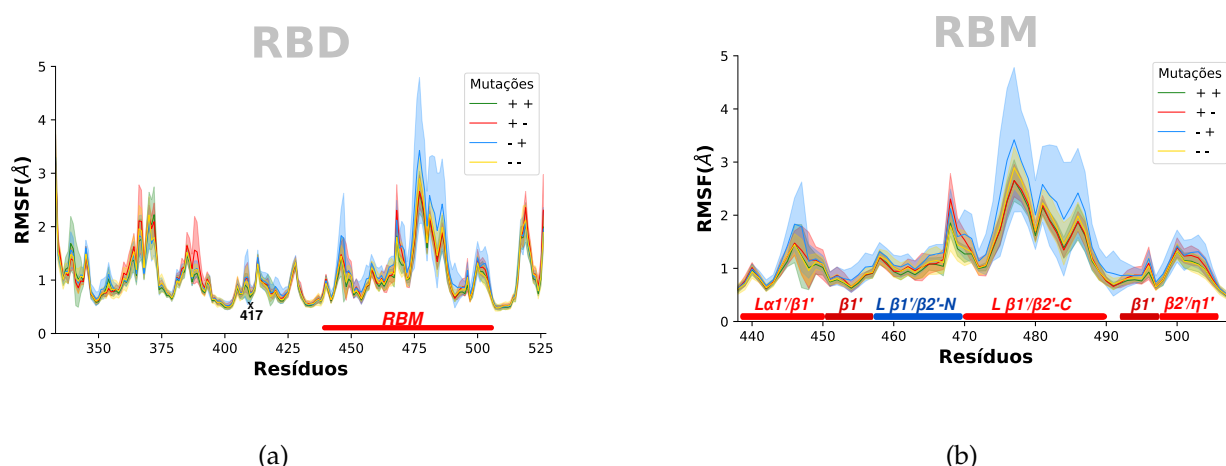 RBD
RMSF(Å)
5
4
3
2
1
0
Mutações
+ +
+ -
- +
- -
x
417
RBM
350
375
400
425
450
475
500
525
Resíduos
(a)
RBM
RMSF(Å)
5
4
3
2
1
0
Mutações
+ +
+ -
- +
- -
Lα1'/β1'
β1'
L β1'/β2'-N
L β1'/β2'-C
β1'
β2'/η1'
440
450
460
470
480
490
500
Resíduos
(b)